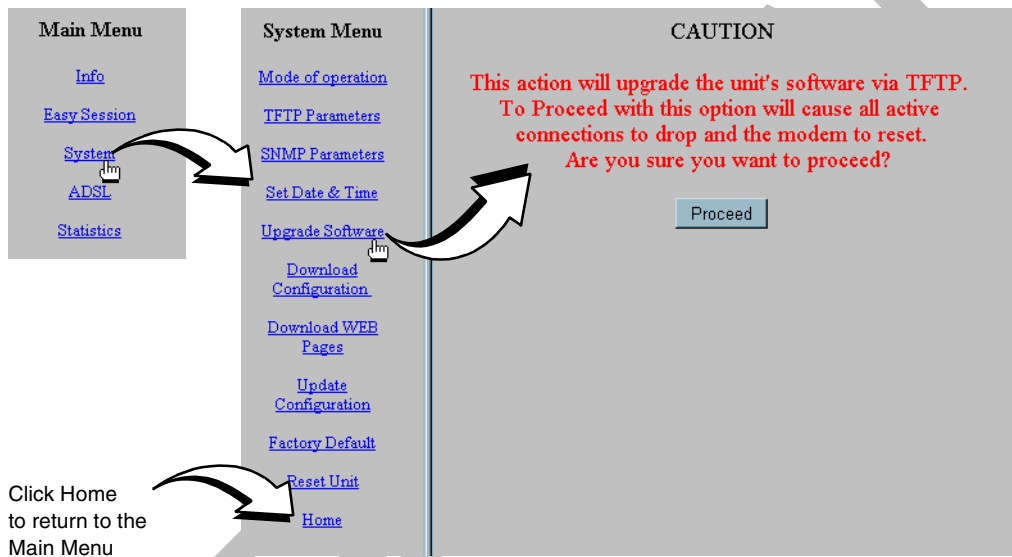 Main Menu
Info
Easy Session
System
ADSL
Statistics
System Menu
Mode of operation
TFTP Parameters
SNMP Parameters
Set Date & Time
Upgrade Software
Download
Configuration
Download WEB
Pages
Update
Configuration
Factory Default
Reset Unit
Home
CAUTION
This action will upgrade the unit's software via TFTP.
To Proceed with this option will cause all active
connections to drop and the modem to reset.
Are you sure you want to proceed?
Proceed
Click Home
to return to the
Main Menu